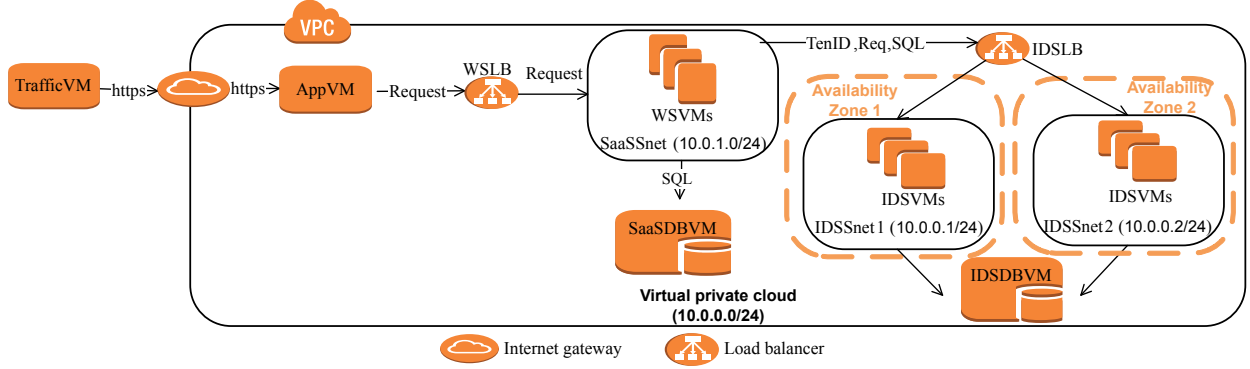 VPC
TrafficVM
https
https
AppVM
Request
WSLB
Request
WSVMs
SaaSSnet (10.0.1.0/24)
TenID ,Req,SQL
IDSLB
Availability
Zone 1
Availability
Zone 2
IDSVMs
IDSSnet1 (10.0.0.1/24)
IDSVMs
IDSSnet2 (10.0.0.2/24)
SQL
SaaSDBVM
IDSDBVM
Virtual private cloud
(10.0.0.0/24)
Internet gateway
Load balancer